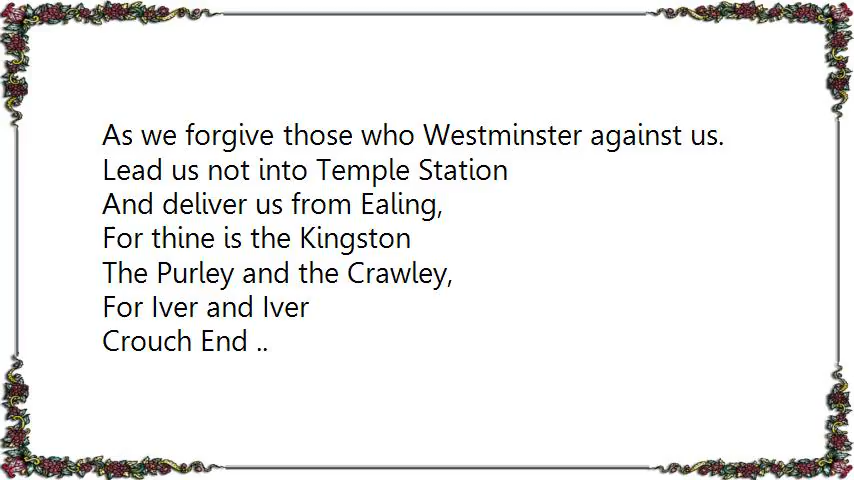 As we forgive those who Westminster against us.
Lead us not into Temple Station
And deliver us from Ealing,
For thine is the Kingston
The Purley and the Crawley,
For Iver and Iver
Crouch End ..